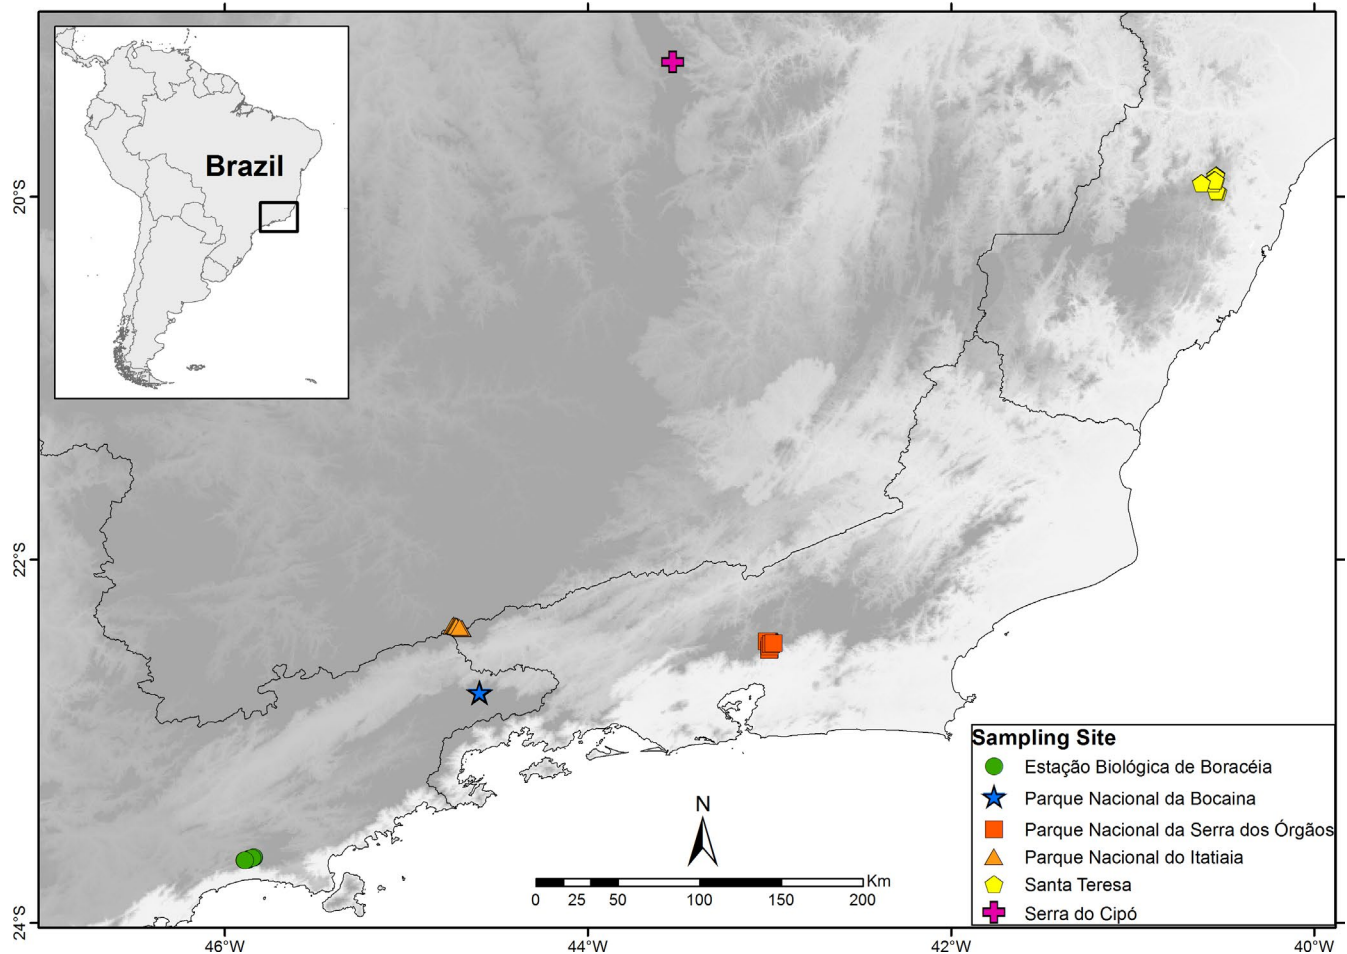 Brazil
20°S
22°S
24°S
46°W
44°W
42°W
40°W
N
Km
0 25 50 100 150 200
Sampling Site
Estação Biológica de Boracéia
Parque Nacional da Bocaina
Parque Nacional da Serra dos Órgãos
Parque Nacional do Itatiaia
Santa Teresa
Serra do Cipó